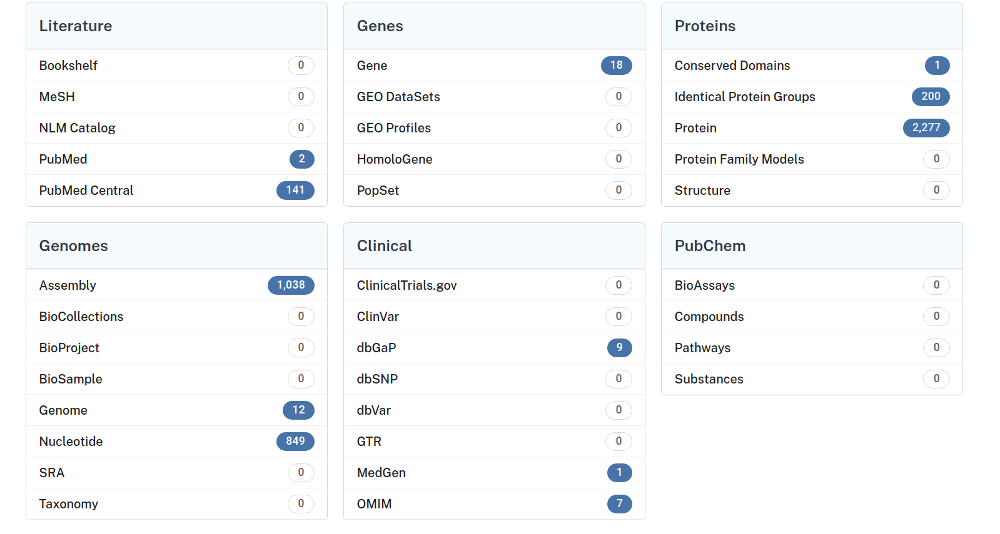 Literature
Bookshelf 0
MeSH 0
NLM Catalog 0
PubMed 2
PubMed Central 141
Genes
Gene 18
GEO DataSets 0
GEO Profiles 0
HomoloGene 0
PopSet 0
Proteins
Conserved Domains 1
Identical Protein Groups 200
Protein 2,277
Protein Family Models 0
Structure 0
Genomes
Assembly 1,038
BioCollections 0
BioProject 0
BioSample 0
Genome 12
Nucleotide 849
SRA 0
Taxonomy 0
Clinical
ClinicalTrials.gov 0
ClinVar 0
dbGaP 9
dbSNP 0
dbVar 0
GTR 0
MedGen 1
OMIM 7
PubChem
BioAssays 0
Compounds 0
Pathways 0
Substances 0